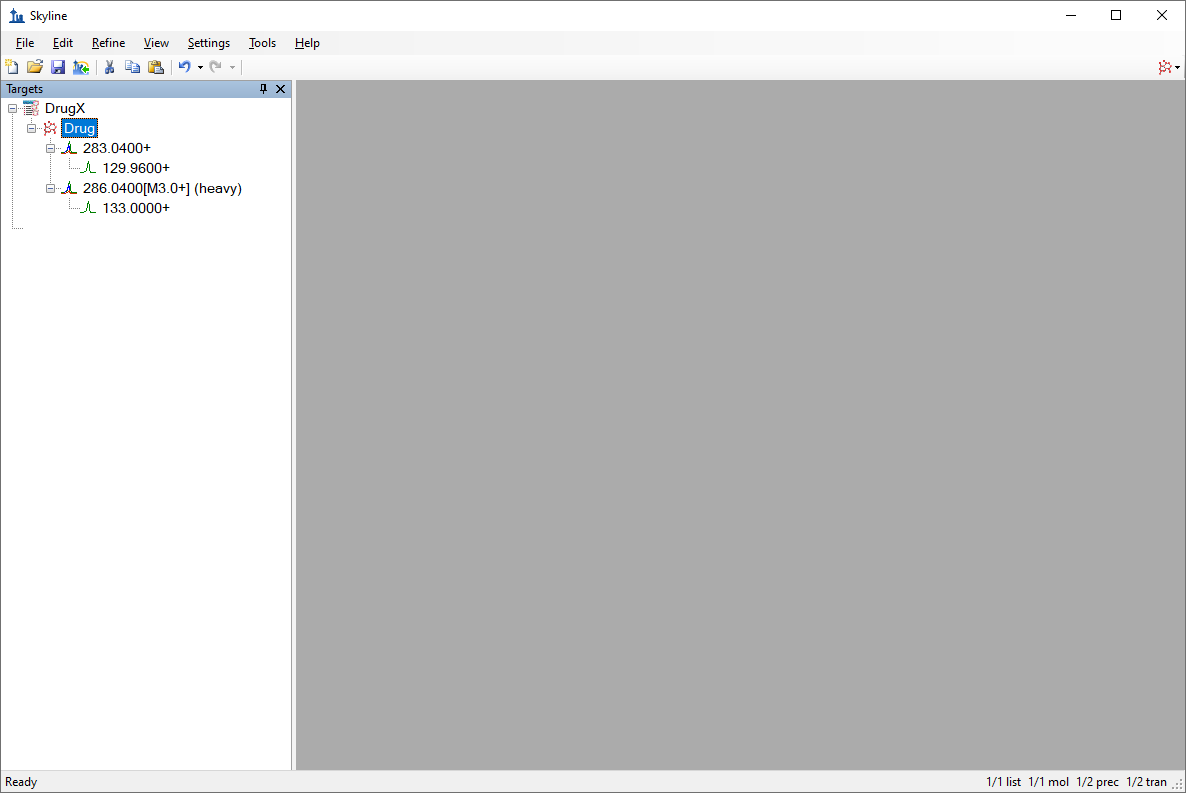 Skyline
File Edit Refine View Settings Tools Help
Targets
DrugX
Drug
283.0400+
129.9600+
286.0400[M3.0+] (heavy)
133.0000+
Ready 1/1 list 1/1 mol 1/2 prec 1/2 tran